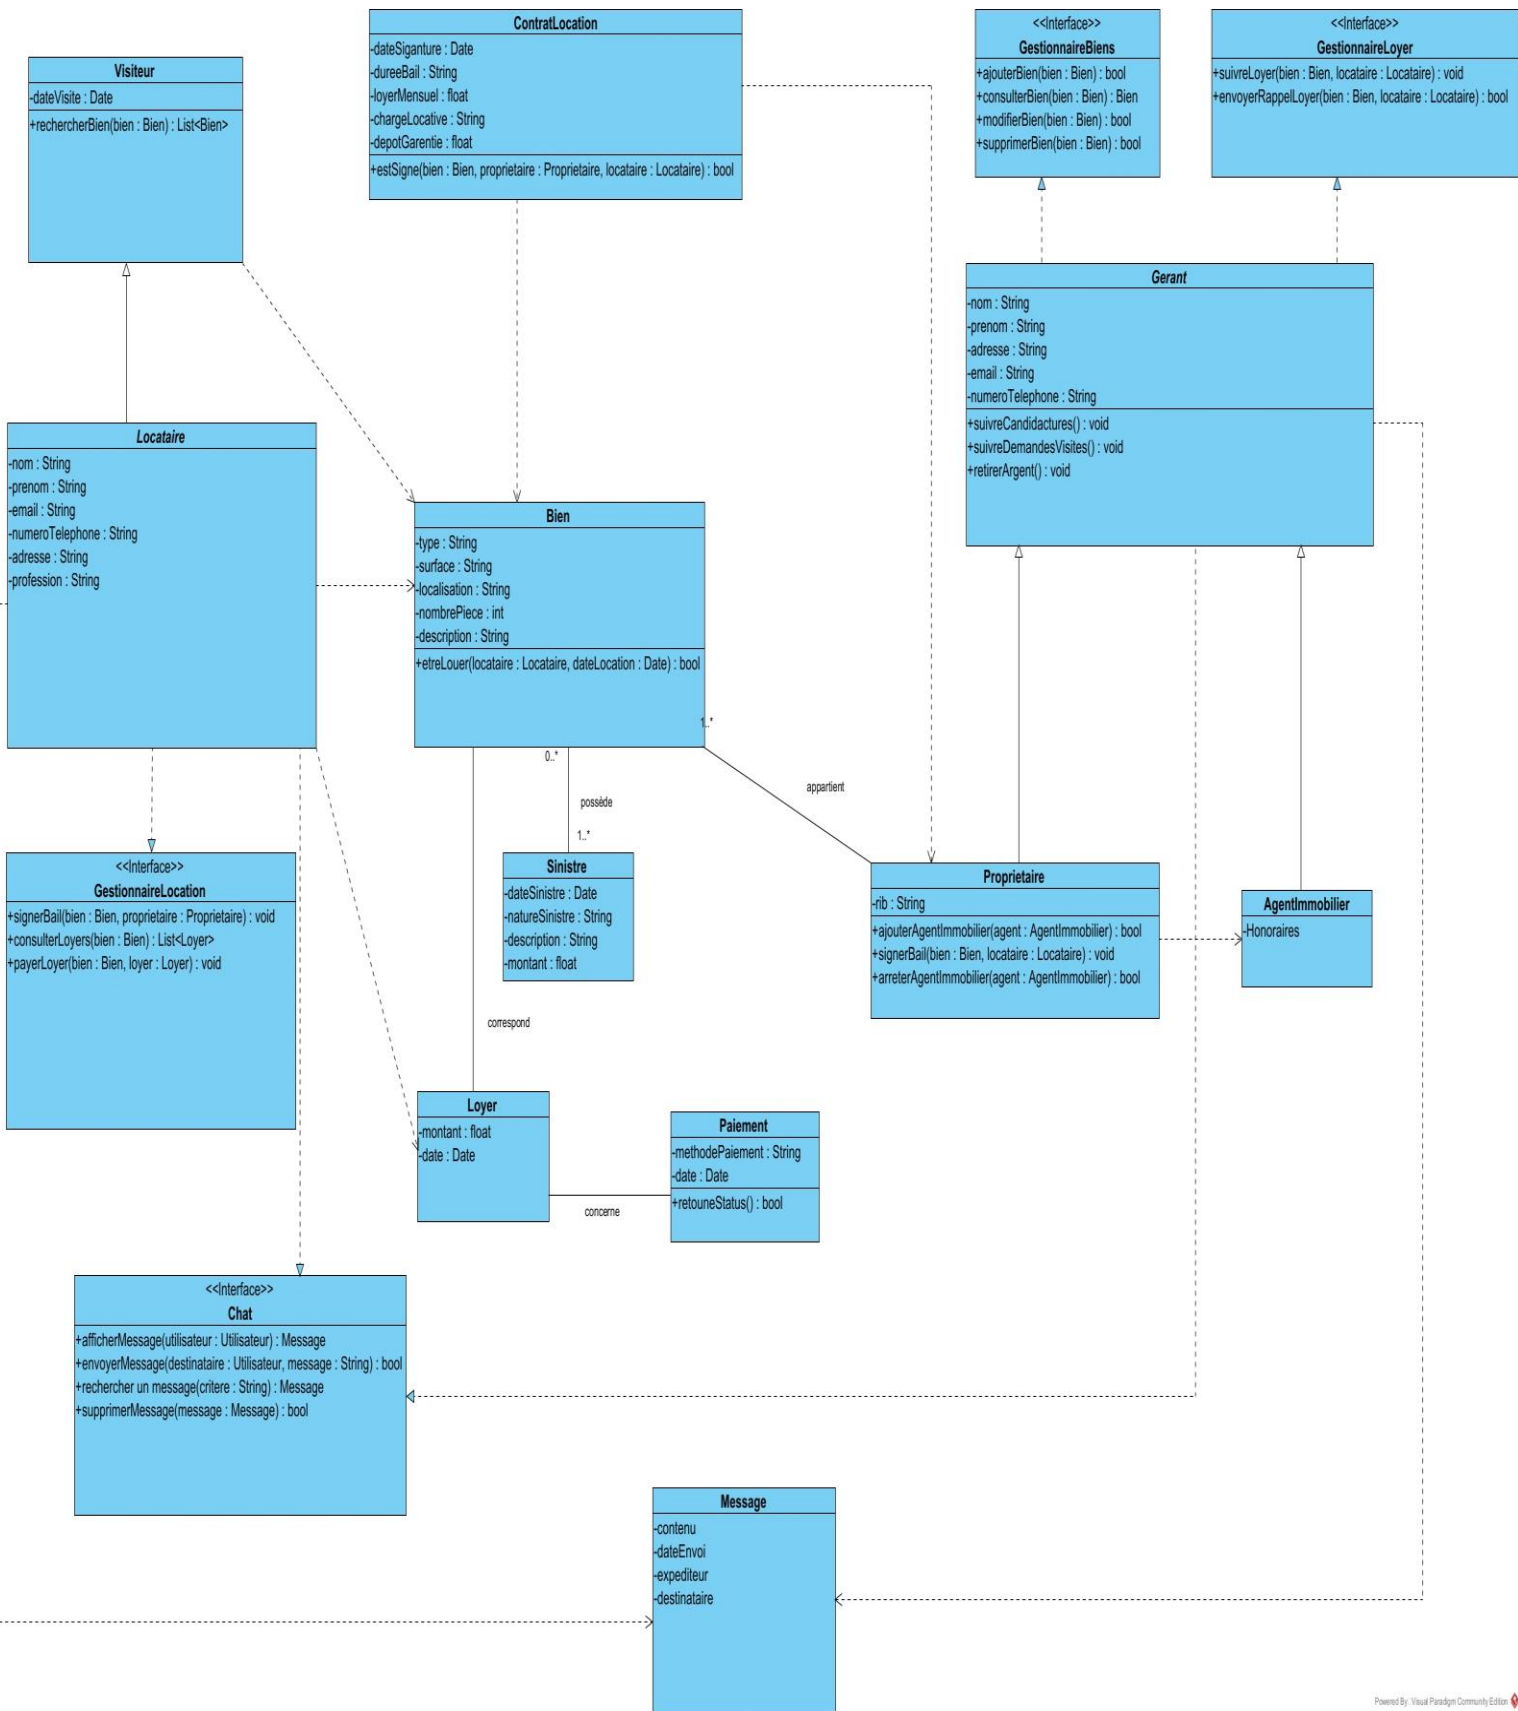 Visiteur
-dateVisite : Date
+rechercherBien(bien : Bien) : List<Bien>
ContratLocation
-dateSiganture : Date
-dureeBail : String
-loyerMensuel : float
-chargeLocative : String
-depotGarentie : float
+estSigne(bien : Bien, proprietaire : Proprietaire, locataire : Locataire) : bool
<<Interface>>
GestionnaireBiens
+ajouterBien(bien : Bien) : bool
+consulterBien(bien : Bien) : Bien
+modifierBien(bien : Bien) : bool
+supprimerBien(bien : Bien) : bool
<<Interface>>
GestionnaireLoyer
+suivreLoyer(bien : Bien, locataire : Locataire) : void
+envoyerRappelLoyer(bien : Bien, locataire : Locataire) : bool
Gerant
-nom : String
-prenom : String
-adresse : String
-email : String
-numeroTelephone : String
+suivreCandidactures() : void
+suivreDemandesVisites() : void
+retirerArgent() : void
Locataire
-nom : String
-prenom : String
-email : String
-numeroTelephone : String
-adresse : String
-profession : String
Bien
-type : String
-surface : String
-localisation : String
-nombrePiece : int
-description : String
+etreLouer(locataire : Locataire, dateLocation : Date) : bool
1..*
0..*
appartient
possède
1..*
<<Interface>>
GestionnaireLocation
+signerBail(bien : Bien, proprietaire : Proprietaire) : void
+consulterLoyers(bien : Bien) : List<Loyer>
+payerLoyer(bien : Bien, loyer : Loyer) : void
Sinistre
-dateSinistre : Date
-natureSinistre : String
-description : String
-montant : float
Proprietaire
-rib : String
+ajouterAgentImmobilier(agent : AgentImmobilier) : bool
+signerBail(bien : Bien, locataire : Locataire) : void
+arreterAgentImmobilier(agent : AgentImmobilier) : bool
AgentImmobilier
-Honoraires
correspond
Loyer
-montant : float
-date : Date
concerne
Paiement
-methodePaiement : String
-date : Date
+retouneStatus() : bool
<<Interface>>
Chat
+afficherMessage(utilisateur : Utilisateur) : Message
+envoyerMessage(destinataire : Utilisateur, message : String) : bool
+rechercher un message(critere : String) : Message
+supprimerMessage(message : Message) : bool
Message
-contenu
-dateEnvoi
-expediteur
-destinataire
Powered By: Visual Paradigm Community Edition